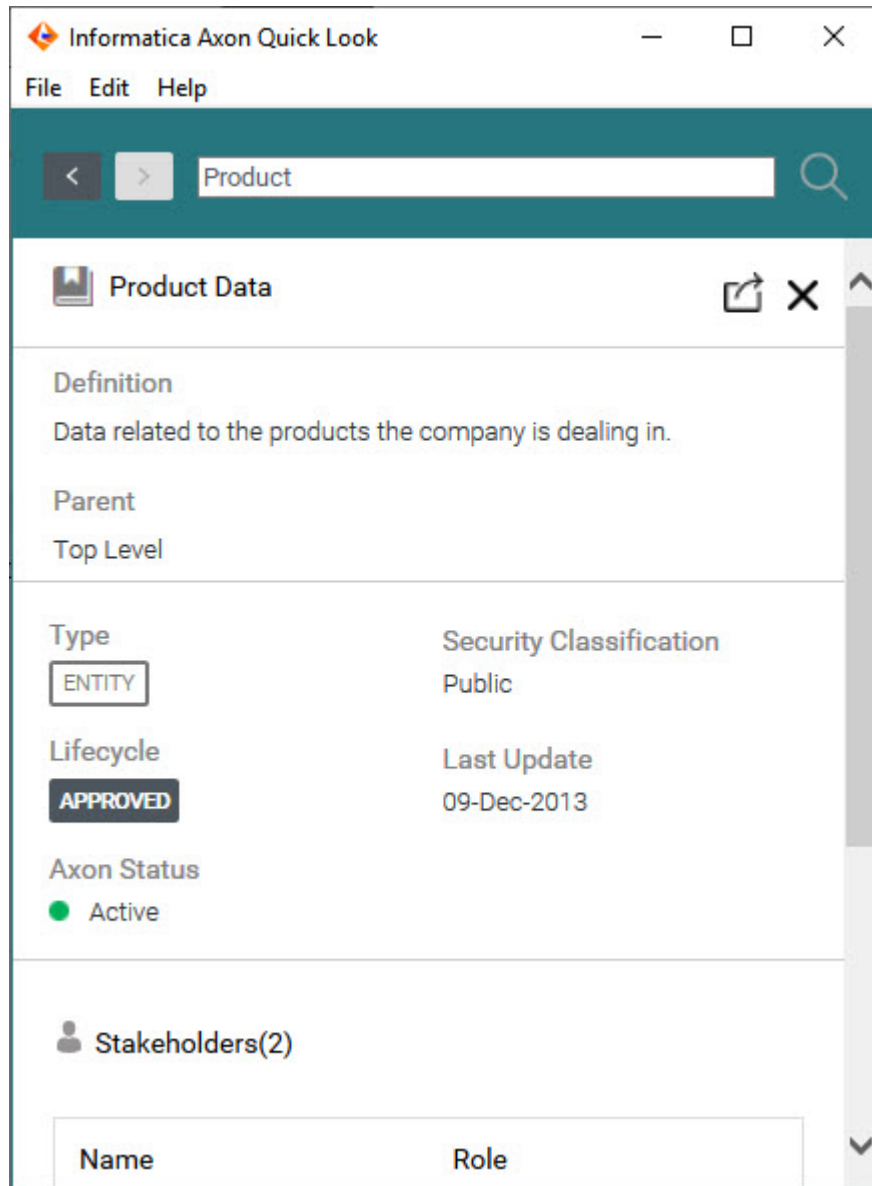 Informatica Axon Quick Look
File Edit Help
Product
Product Data
Definition
Data related to the products the company is dealing in.
Parent
Top Level
Type
Security Classification
ENTITY
Public
Lifecycle
Last Update
APPROVED
09-Dec-2013
Axon Status
Active
Stakeholders(2)
Name Role